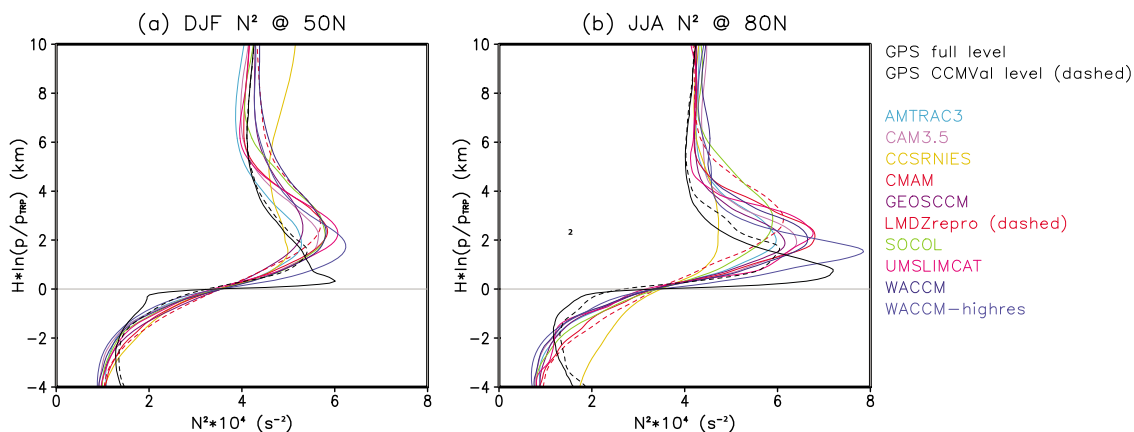 (a) DJF N² @ 50N
(b) JJA N² @ 80N
10
8
6
4
2
0
−2
−4
H*ln(p/pTRP) (km)
0
2
4
6
8
N²*10⁴ (s⁻²)
10
8
6
4
2
0
−2
−4
H*ln(p/pTRP) (km)
2
0
2
4
6
8
N²*10⁴ (s⁻²)
GPS full level
GPS CCMVal level (dashed)
AMTRAC3
CAM3.5
CCSRNIES
CMAM
GEOSCCM
LMDZrepro (dashed)
SOCOL
UMSLIMCAT
WACCM
WACCM−highres